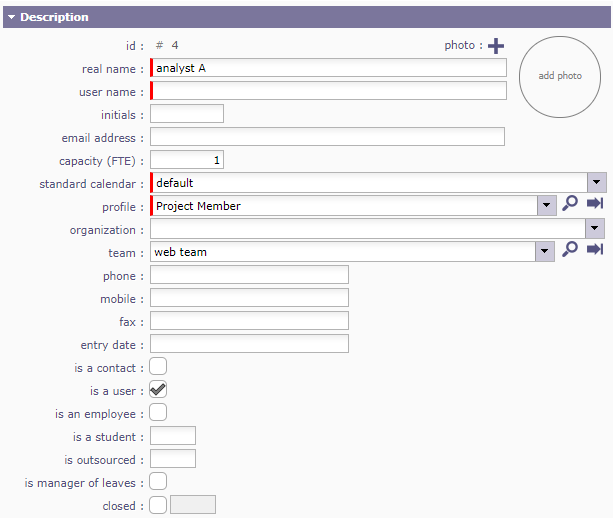 Description
id : # 4 photo :
add photo
real name : analyst A
user name :
initials :
email address :
capacity (FTE) : 1
standard calendar : default
profile : Project Member
organization :
team : web team
phone :
mobile :
fax :
entry date :
is a contact :
is a user :
is an employee :
is a student :
is outsourced :
is manager of leaves :
closed :